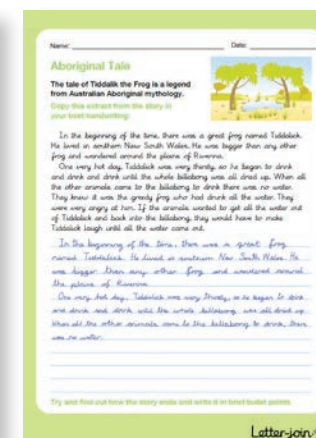 Name:
Date:
Aboriginal Tale
The tale of Tiddalik the Frog is a legend
from Australian Aboriginal mythology.
Copy this extract from the story in
your best handwriting:
In the beginning of the time, there was a great frog named Tiddalick.
He lived in southern New South Wales. He was bigger than any other
frog and wandered around the plains of Riverina.
One very hot day, Tiddalick was very thirsty, so he began to drink
and drink and drink until the whole billabong was all dried up. When all
the other animals came to the billabong to drink there was no water.
They knew it was the greedy frog who had drunk all the water. They
were very angry at him. If the animals wanted to get all the water out
of Tiddalick and back into the billabong, they would have to make
Tiddalick laugh until all the water came out.
In the beginning of the time, there was a great frog
named Tiddalick. He lived in southern New South Wales. He
was bigger than any other frog and wandered around
the plains of
One very hot day, Tiddalick was very thirsty, so he began to drink
and drink and drink until the whole billabong was all dried up.
When all the other animals came to the billabong to drink, there
was no water.
Try and find out how the story ends and write it in brief bullet points.
Letter-join